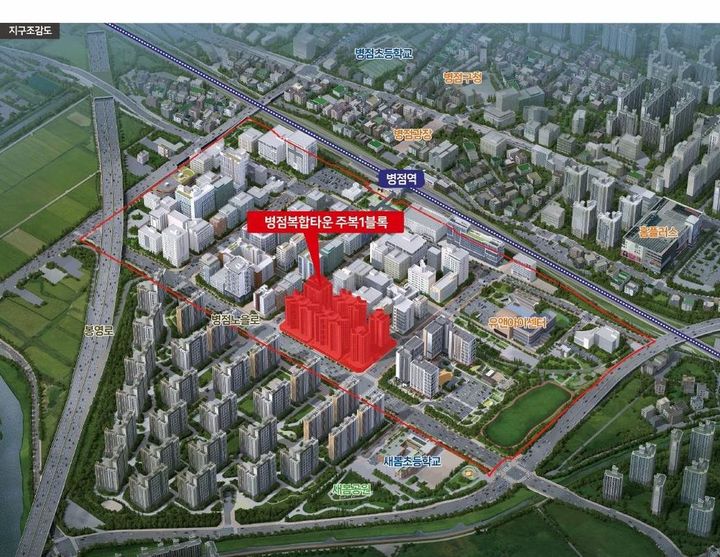 지구조감도
병점초등학교
병점구청
병점광장
병점역
병점복합타운 주복1블록
홈플러스
유앤아이센터
병점노을로
봉영로
새봄초등학교
새봄공원